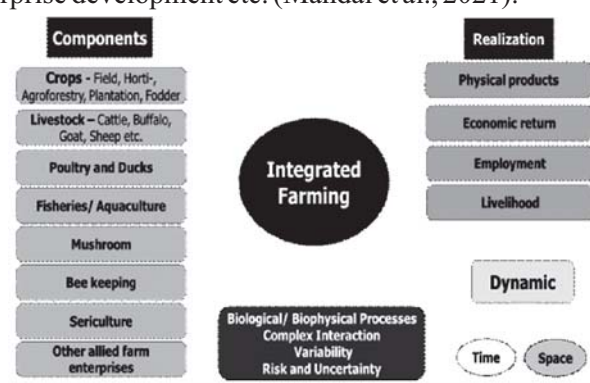 rprise development etc. (Mandal et al., 2021).
Components
Crops - Field, Horti-,
Agroforestry, Plantation, Fodder
Livestock – Cattle, Buffalo,
Goat, Sheep etc.
Poultry and Ducks
Fisheries/ Aquaculture
Mushroom
Bee keeping
Sericulture
Other allied farm
enterprises
Integrated
Farming
Biological/ Biophysical Processes
Complex Interaction
Variability
Risk and Uncertainty
Realization
Physical products
Economic return
Employment
Livelihood
Dynamic
Time
Space